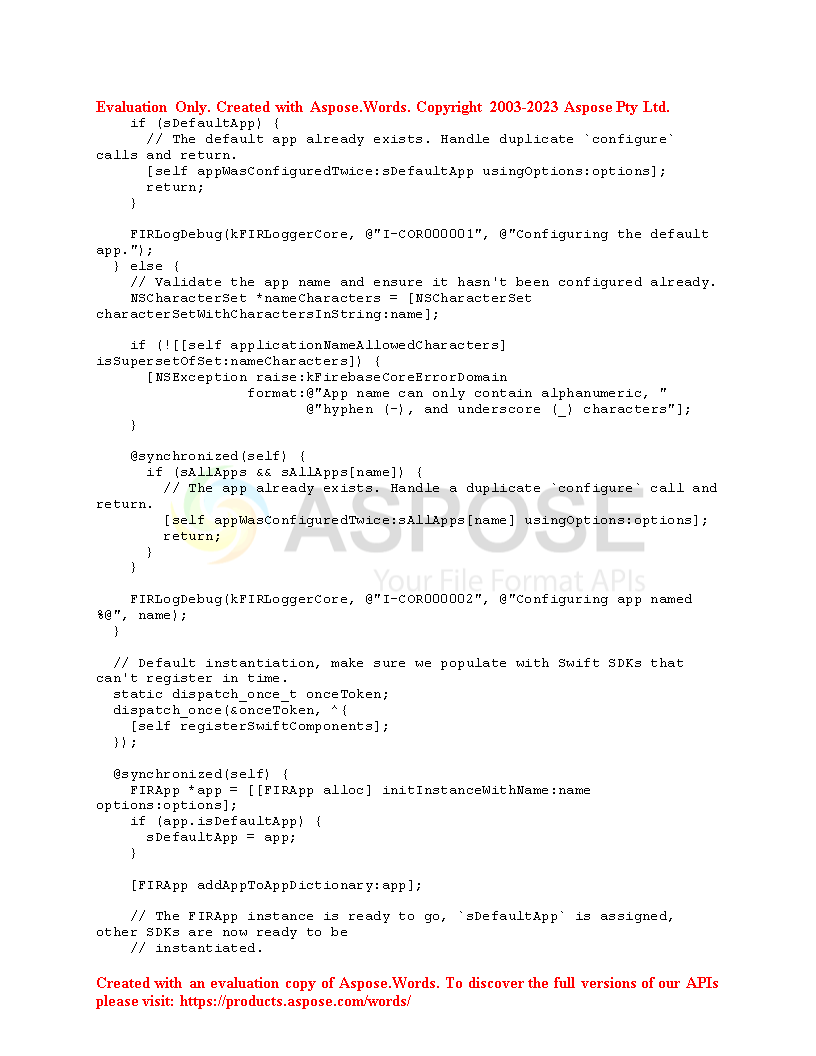 Evaluation Only. Created with Aspose.Words. Copyright 2003-2023 Aspose Pty Ltd.
    if (sDefaultApp) {
      // The default app already exists. Handle duplicate `configure`
calls and return.
      [self appWasConfiguredTwice:sDefaultApp usingOptions:options];
      return;
    }

    FIRLogDebug(kFIRLoggerCore, @"I-COR000001", @"Configuring the default
app.");
  } else {
    // Validate the app name and ensure it hasn't been configured already.
    NSCharacterSet *nameCharacters = [NSCharacterSet
characterSetWithCharactersInString:name];

    if (![[self applicationNameAllowedCharacters]
isSupersetOfSet:nameCharacters]) {
      [NSException raise:kFirebaseCoreErrorDomain
                  format:@"App name can only contain alphanumeric, "
                         @"hyphen (-), and underscore (_) characters"];
    }

    @synchronized(self) {
      if (sAllApps && sAllApps[name]) {
        // The app already exists. Handle a duplicate `configure` call and
return.
        [self appWasConfiguredTwice:sAllApps[name] usingOptions:options];
        return;
      }
    }
ASPOSE
Your File Format APIs

    FIRLogDebug(kFIRLoggerCore, @"I-COR000002", @"Configuring app named
%@", name);
  }

  // Default instantiation, make sure we populate with Swift SDKs that
can't register in time.
  static dispatch_once_t onceToken;
  dispatch_once(&onceToken, ^{
    [self registerSwiftComponents];
  });

  @synchronized(self) {
    FIRApp *app = [[FIRApp alloc] initInstanceWithName:name
options:options];
    if (app.isDefaultApp) {
      sDefaultApp = app;
    }

    [FIRApp addAppToAppDictionary:app];

    // The FIRApp instance is ready to go, `sDefaultApp` is assigned,
other SDKs are now ready to be
    // instantiated.
Created with an evaluation copy of Aspose.Words. To discover the full versions of our APIs
please visit: https://products.aspose.com/words/